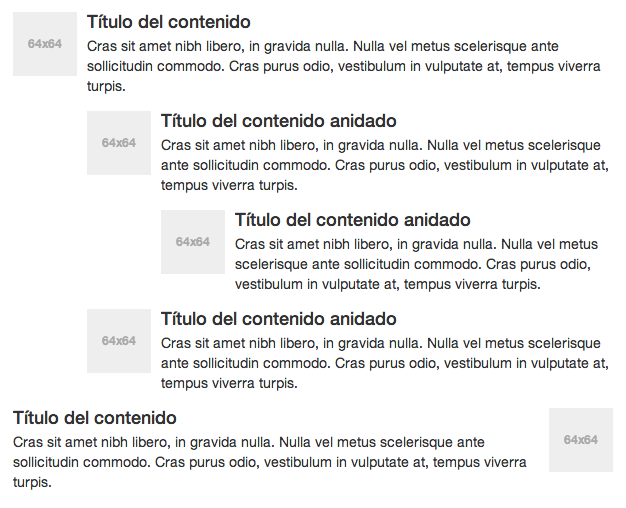 64x64
Título del contenido
Cras sit amet nibh libero, in gravida nulla. Nulla vel metus scelerisque ante
sollicitudin commodo. Cras purus odio, vestibulum in vulputate at, tempus viverra
turpis.
64x64
Título del contenido anidado
Cras sit amet nibh libero, in gravida nulla. Nulla vel metus scelerisque
ante sollicitudin commodo. Cras purus odio, vestibulum in vulputate at,
tempus viverra turpis.
64x64
Título del contenido anidado
Cras sit amet nibh libero, in gravida nulla. Nulla vel metus
scelerisque ante sollicitudin commodo. Cras purus odio,
vestibulum in vulputate at, tempus viverra turpis.
64x64
Título del contenido anidado
Cras sit amet nibh libero, in gravida nulla. Nulla vel metus scelerisque
ante sollicitudin commodo. Cras purus odio, vestibulum in vulputate at,
tempus viverra turpis.
Título del contenido
Cras sit amet nibh libero, in gravida nulla. Nulla vel metus scelerisque ante
sollicitudin commodo. Cras purus odio, vestibulum in vulputate at, tempus viverra
turpis.
64x64